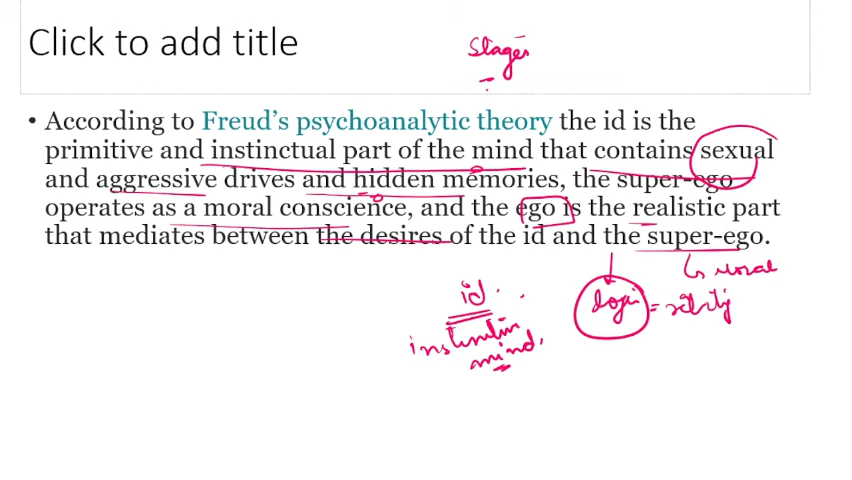 Click to add title
Stages
• According to Freud's psychoanalytic theory the id is the
primitive and instinctual part of the mind that contains sexual
and aggressive drives and hidden memories, the super-ego
operates as a moral conscience, and the ego is the realistic part
that mediates between the desires of the id and the super-ego.
moral
id
mind.